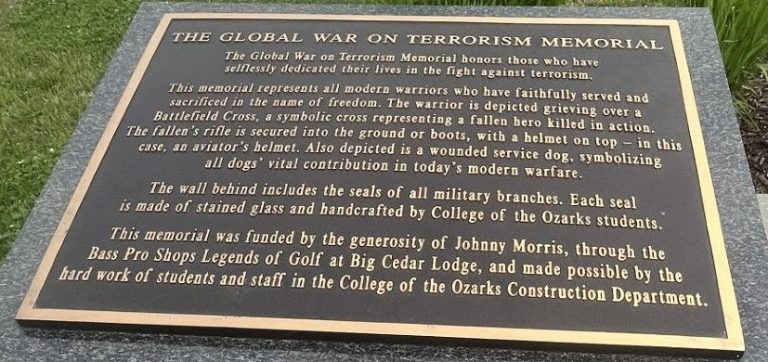 THE GLOBAL WAR ON TERRORISM MEMORIAL
The Global War on Terrorism Memorial honors those who have
selflessly dedicated their lives in the fight against terrorism.
This memorial represents all modern warriors who have faithfully served and
sacrificed in the name of freedom. The warrior is depicted grieving over a
Battlefield Cross, a symbolic cross representing a fallen hero killed in action.
The fallen's rifle is secured into the ground or boots, with a helmet on top – in this
case, an aviator's helmet. Also depicted is a wounded service dog, symbolizing
all dogs' vital contribution in today's modern warfare.
The wall behind includes the seals of all military branches. Each seal
is made of stained glass and handcrafted by College of the Ozarks students.
This memorial was funded by the generosity of Johnny Morris, through the
Bass Pro Shops Legends of Golf at Big Cedar Lodge, and made possible by the
hard work of students and staff in the College of the Ozarks Construction Department.